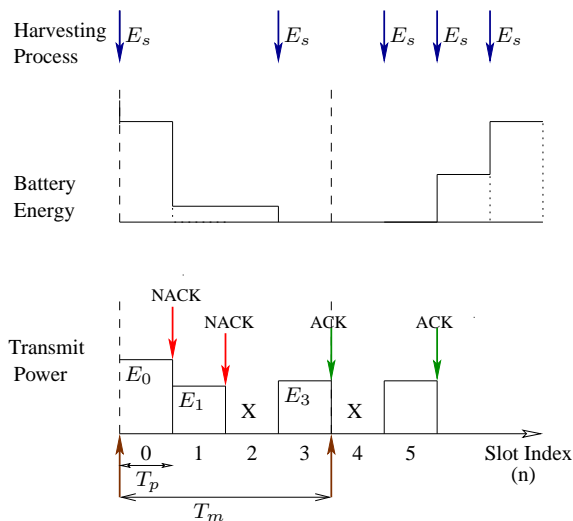 Harvesting
Process
E_s E_s E_s E_s E_s
Battery
Energy
NACK NACK ACK ACK
Transmit
Power
E_0 E_1 X E_3 X
0 1 2 3 4 5 Slot Index
(n)
T_p
T_m